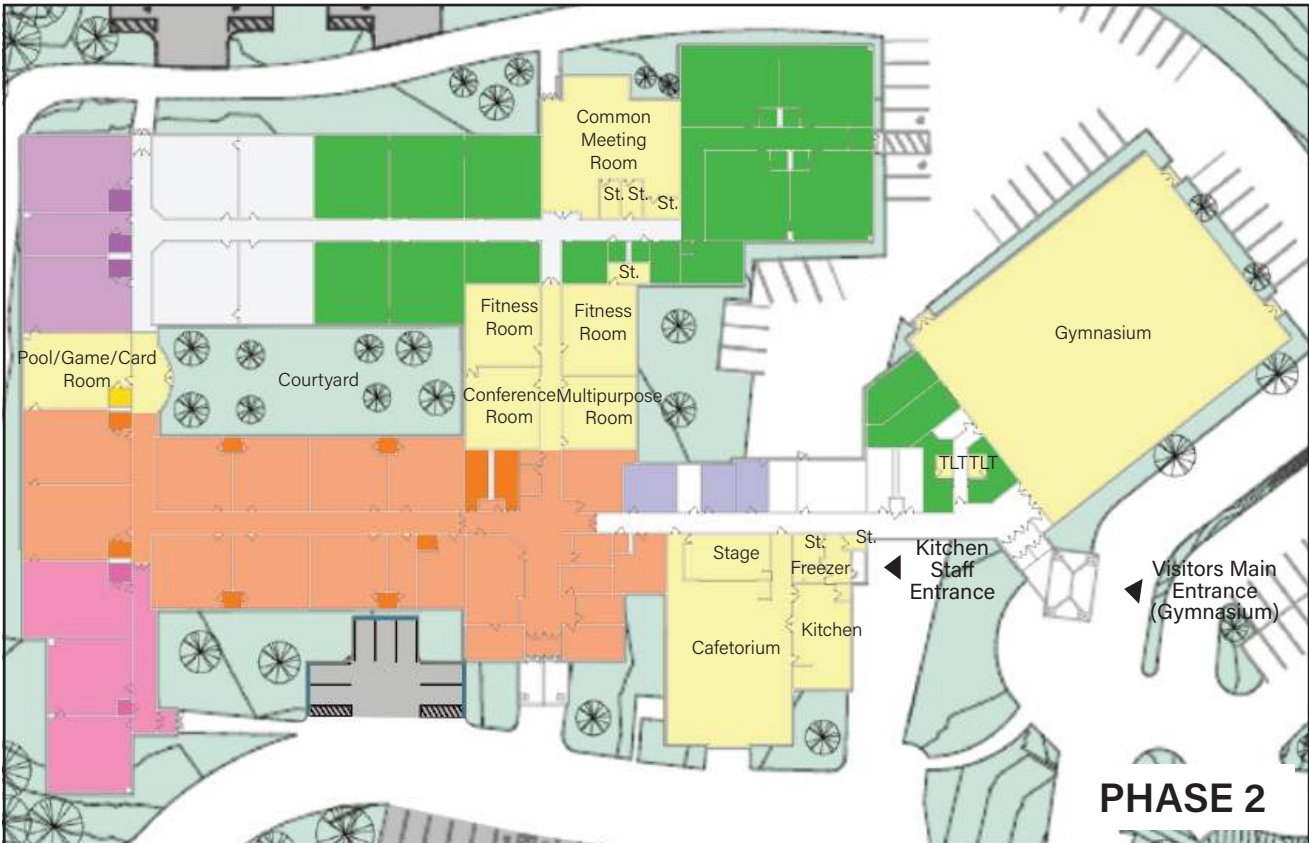 Common
Meeting
Room
St. St.
St.
St.
Fitness
Room
Fitness
Room
Gymnasium
Pool/Game/Card
Room
Courtyard
Conference
Room
Multipurpose
Room
TLT TLT
Stage
St.
St.
Freezer
Kitchen
Staff
Entrance
Visitors Main
Entrance
(Gymnasium)
Kitchen
Cafetorium
PHASE 2